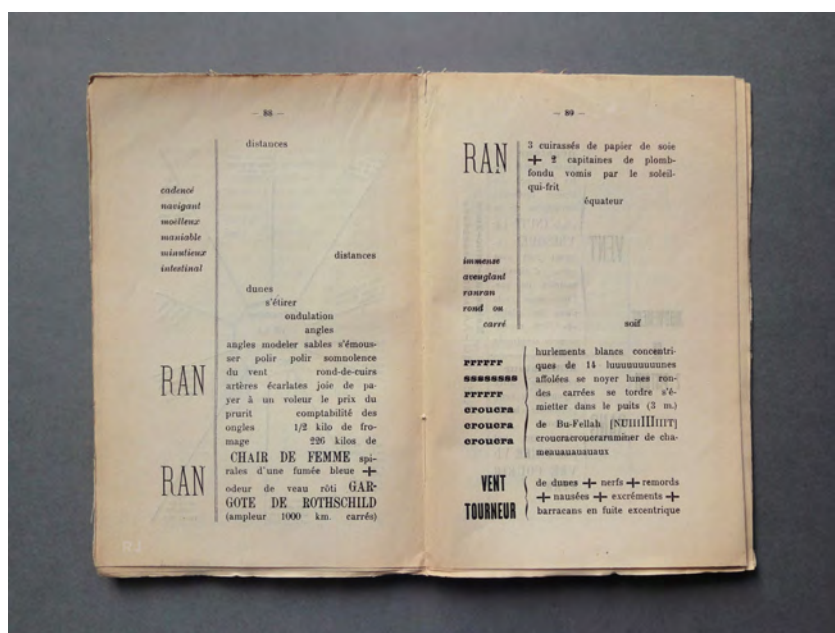 — 88 —
distances
cadencé
navigant
moëlleux
maniable
minutieux
intestinal
distances
dunes
s'étirer
ondulation
angles
angles modeler sables s'émous-
ser polir polir somnolence
RAN
du vent rond-de-cuirs
artères écarlates joie de pa-
yer à un voleur le prix du
prurit comptabilité des
ongles 1/2 kilo de fro-
mage 226 kilos de
CHAIR DE FEMME spi-
RAN
rales d'une fumée bleue +
odeur de veau rôti GAR-
GOTE DE ROTHSCHILD
(ampleur 1000 km. carrés)
RJ
— 89 —
RAN
3 cuirassés de papier de soie
+ 2 capitaines de plomb-
fondu vomis par le soleil-
qui-frit
équateur
immense
aveuglant
ranran
rond ou
carré soif
rrrrrr
ssssssss
rrrrrr
croucra
croucra
croucra
hurlements blancs concentri-
ques de 14 luuuuuuuuunes
affolées se noyer lunes ron-
des carrées se tordre s'é-
mietter dans le puits (3 m.)
de Bu-Fellah [NUIIIIIIIIIT]
croucracroucraruminer de cha-
meauauanauaux
VENT
TOURNEUR
de dunes + nerfs + remords
+ nausées + excréments +
barracans en fuite excentrique